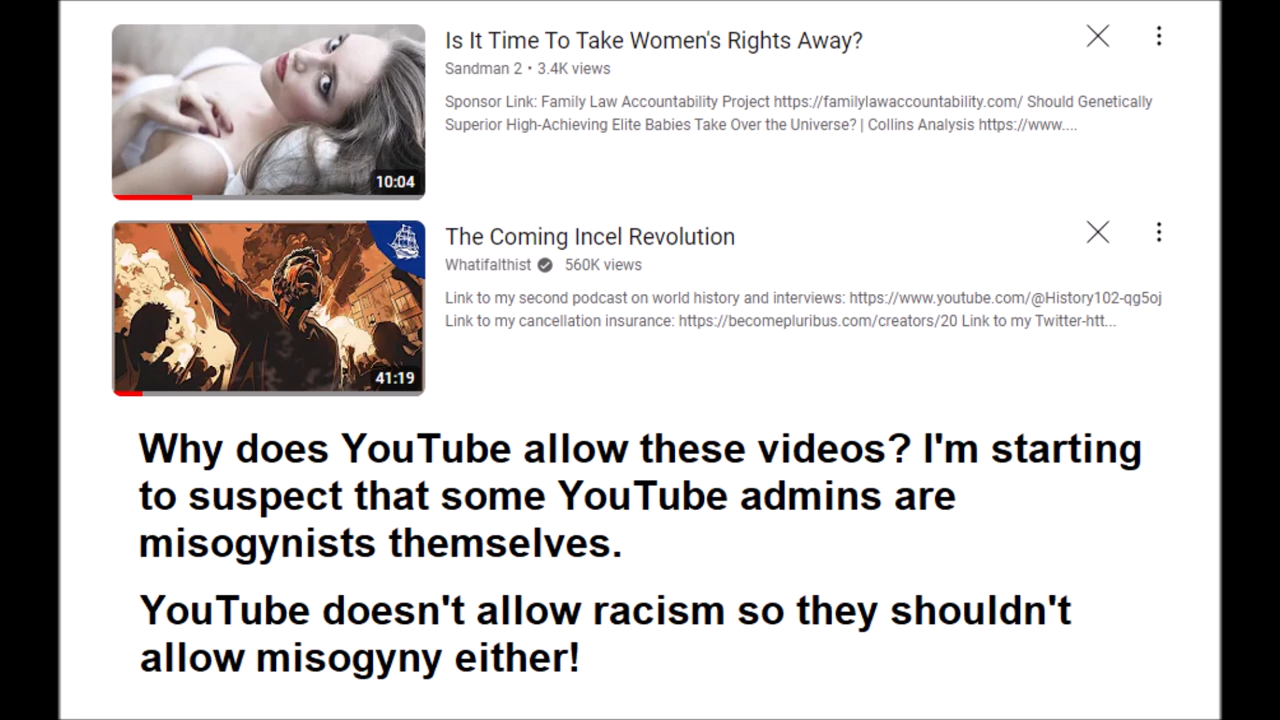 Is It Time To Take Women's Rights Away?
Sandman 2 • 3.4K views
Sponsor Link: Family Law Accountability Project https://familylawaccountability.com/ Should Genetically
Superior High-Achieving Elite Babies Take Over the Universe? | Collins Analysis https://www....
10:04
The Coming Incel Revolution
Whatifalthist 560K views
Link to my second podcast on world history and interviews: https://www.youtube.com/@History102-qg5oj
Link to my cancellation insurance: https://becomepluribus.com/creators/20 Link to my Twitter-htt...
41:19
Why does YouTube allow these videos? I'm starting
to suspect that some YouTube admins are
misogynists themselves.
YouTube doesn't allow racism so they shouldn't
allow misogyny either!